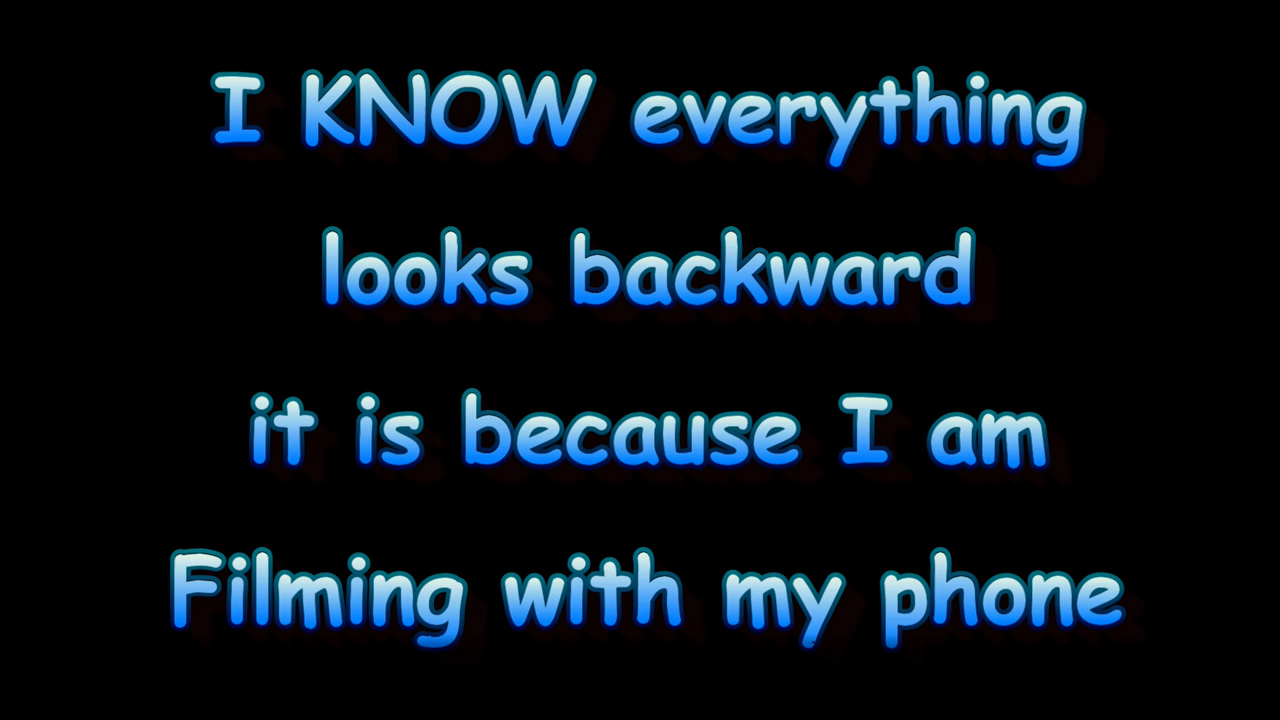 I KNOW everything
looks backward
it is because I am
Filming with my phone